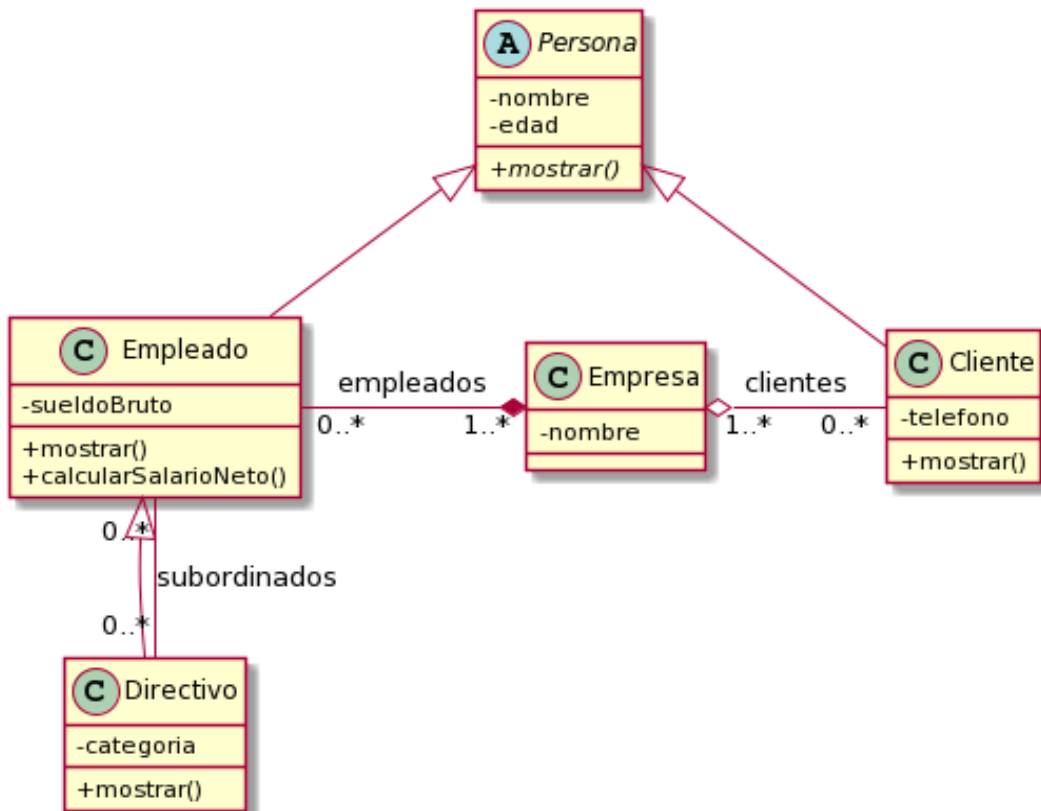 A Persona
-nombre
-edad
+mostrar()
C Empleado
-sueldoBruto
+mostrar()
+calcularSalarioNeto()
empleados
0..* 1..*
C Empresa
-nombre
clientes
1..* 0..*
C Cliente
-telefono
+mostrar()
0..*
subordinados
0..*
C Directivo
-categoria
+mostrar()